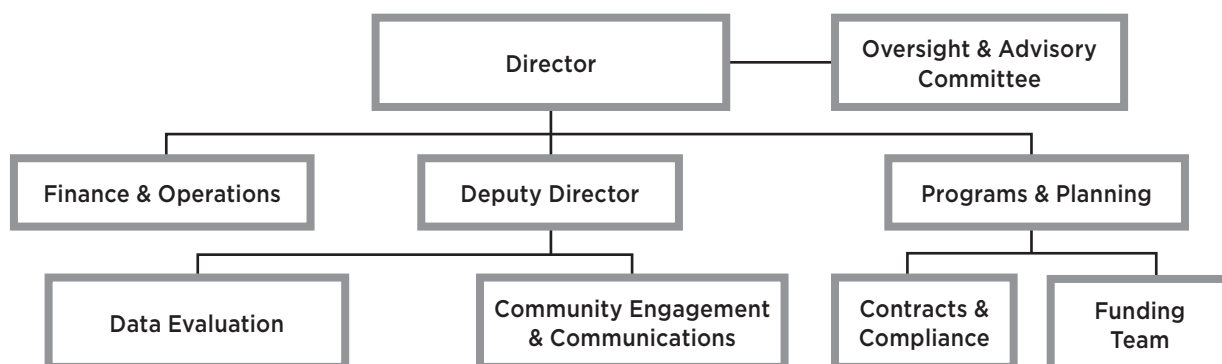 Director
Oversight & Advisory
Committee
Finance & Operations
Deputy Director
Programs & Planning
Data Evaluation
Community Engagement
& Communications
Contracts &
Compliance
Funding
Team